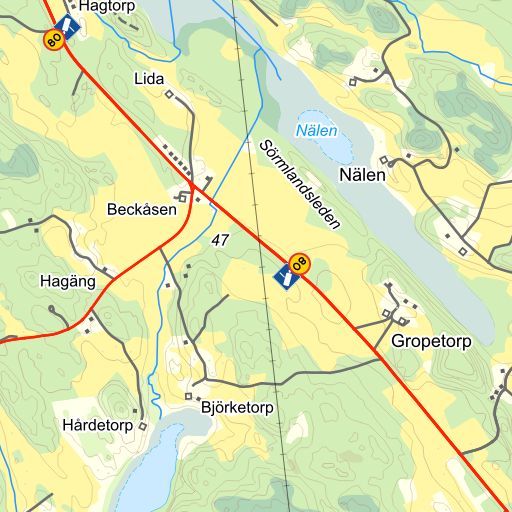 Hagtorp
80
Lida
Nälen
Sörmlandsleden
Nälen
Beckåsen
47
80
Hagäng
Gropetorp
Björketorp
Hårdetorp